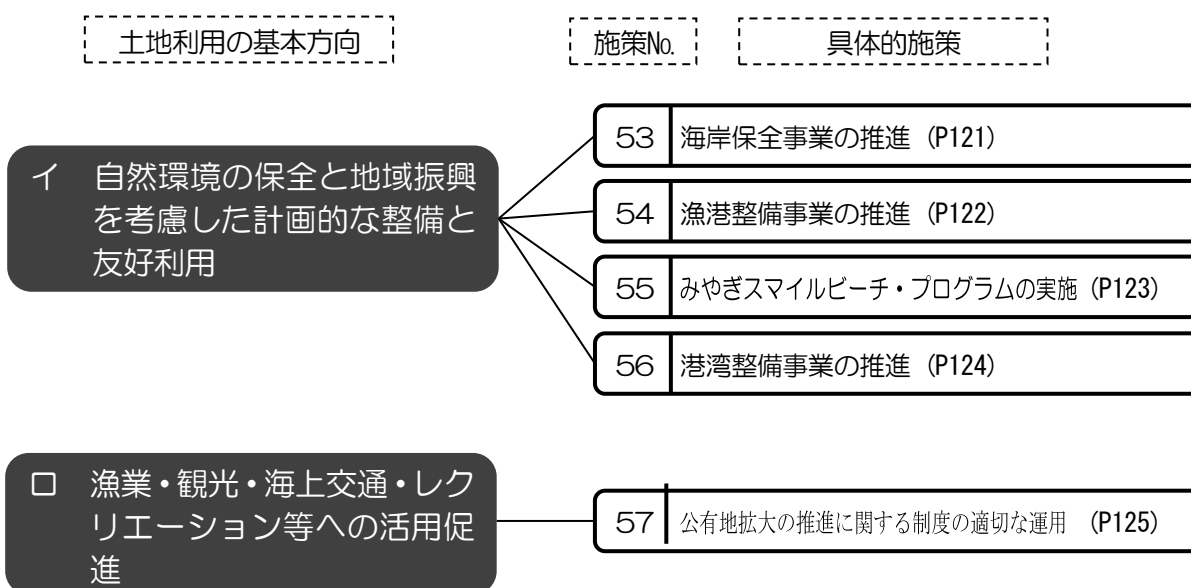 土地利用の基本方向
施策No.
具体的施策
イ 自然環境の保全と地域振興
を考慮した計画的な整備と
友好利用
53 海岸保全事業の推進 (P121)
54 漁港整備事業の推進 (P122)
55 みやぎスマイルビーチ・プログラムの実施 (P123)
56 港湾整備事業の推進 (P124)
ロ 漁業・観光・海上交通・レク
リエーション等への活用促
進
57 公有地拡大の推進に関する制度の適切な運用 (P125)